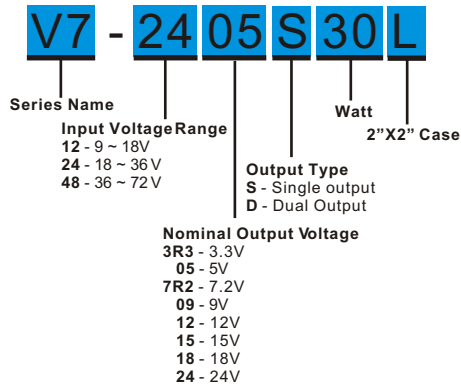 V7 - 24 05 S 30 L
Series Name
Watt
2"X2" Case
Input Voltage Range
12 - 9 ~ 18V
24 - 18 ~ 36 V
48 - 36 ~ 72 V
Output Type
S - Single output
D - Dual Output
Nominal Output Voltage
3R3 - 3.3V
05 - 5V
7R2 - 7.2V
09 - 9V
12 - 12V
15 - 15V
18 - 18V
24 - 24V